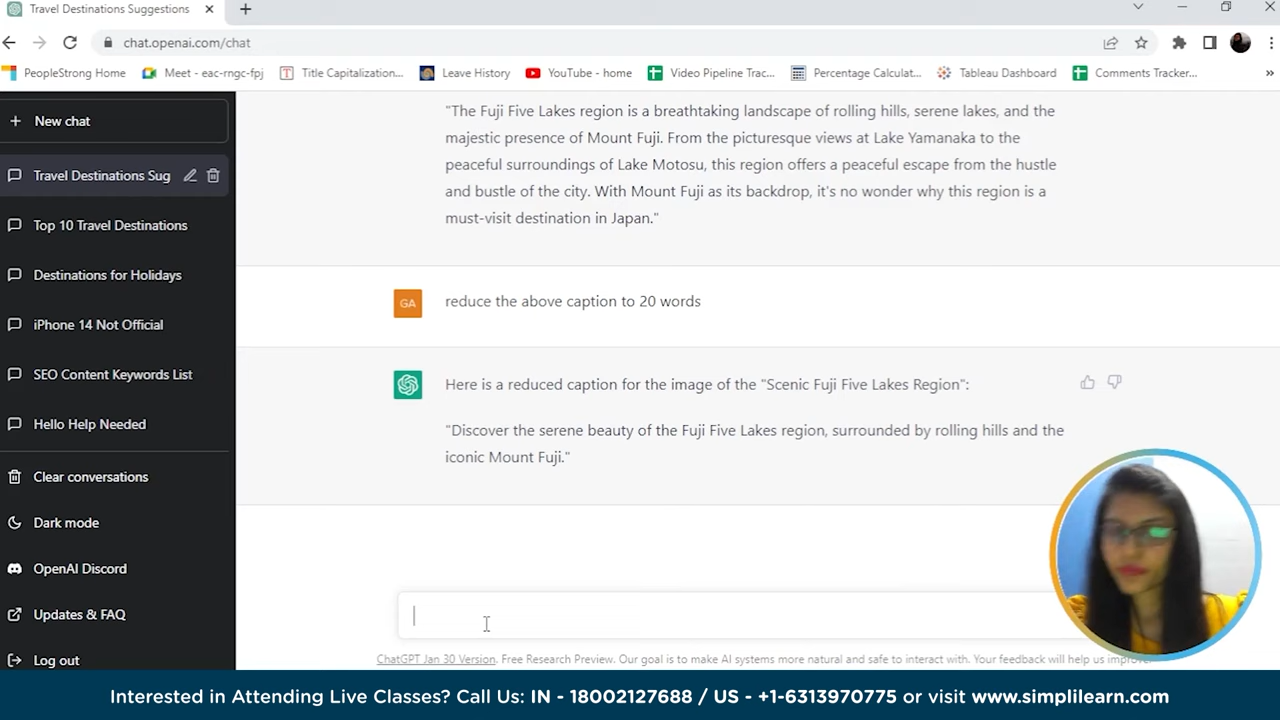 Travel Destinations Suggestions
chat.openai.com/chat
PeopleStrong Home
Meet - eac-rngc-fpj
Title Capitalization...
Leave History
YouTube - home
Video Pipeline Trac...
Percentage Calculat...
Tableau Dashboard
Comments Tracker...
New chat
Travel Destinations Sug
Top 10 Travel Destinations
Destinations for Holidays
iPhone 14 Not Official
SEO Content Keywords List
Hello Help Needed
Clear conversations
Dark mode
OpenAI Discord
Updates & FAQ
Log out
"The Fuji Five Lakes region is a breathtaking landscape of rolling hills, serene lakes, and the
majestic presence of Mount Fuji. From the picturesque views at Lake Yamanaka to the
peaceful surroundings of Lake Motosu, this region offers a peaceful escape from the hustle
and bustle of the city. With Mount Fuji as its backdrop, it's no wonder why this region is a
must-visit destination in Japan."
GA
reduce the above caption to 20 words
Here is a reduced caption for the image of the "Scenic Fuji Five Lakes Region":
"Discover the serene beauty of the Fuji Five Lakes region, surrounded by rolling hills and the
iconic Mount Fuji."
ChatGPT Jan 30 Version. Free Research Preview. Our goal is to make AI systems more natural and safe to interact with. Your feedback will help us improve.
Interested in Attending Live Classes? Call Us: IN - 18002127688 / US - +1-6313970775 or visit www.simplilearn.com